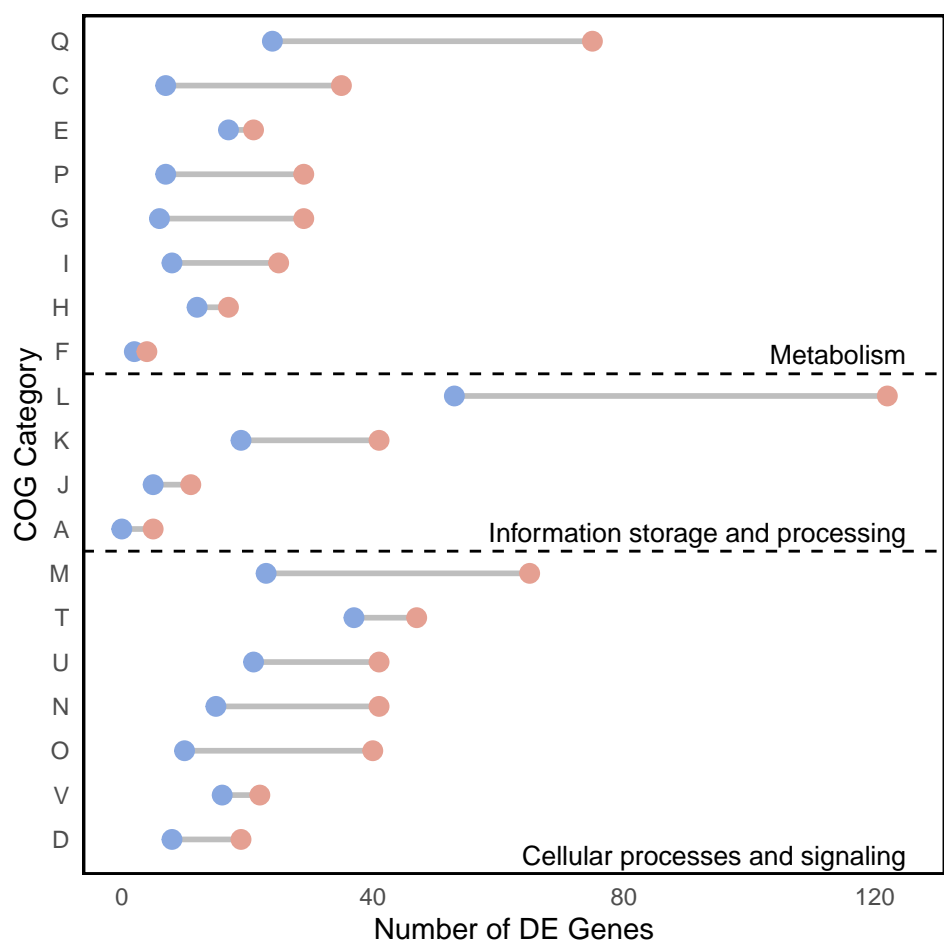 Q
C
E
P
G
I
H
F
Metabolism
L
K
J
A
Information storage and processing
M
T
U
N
O
V
D
Cellular processes and signaling
COG Category
0 40 80 120
Number of DE Genes